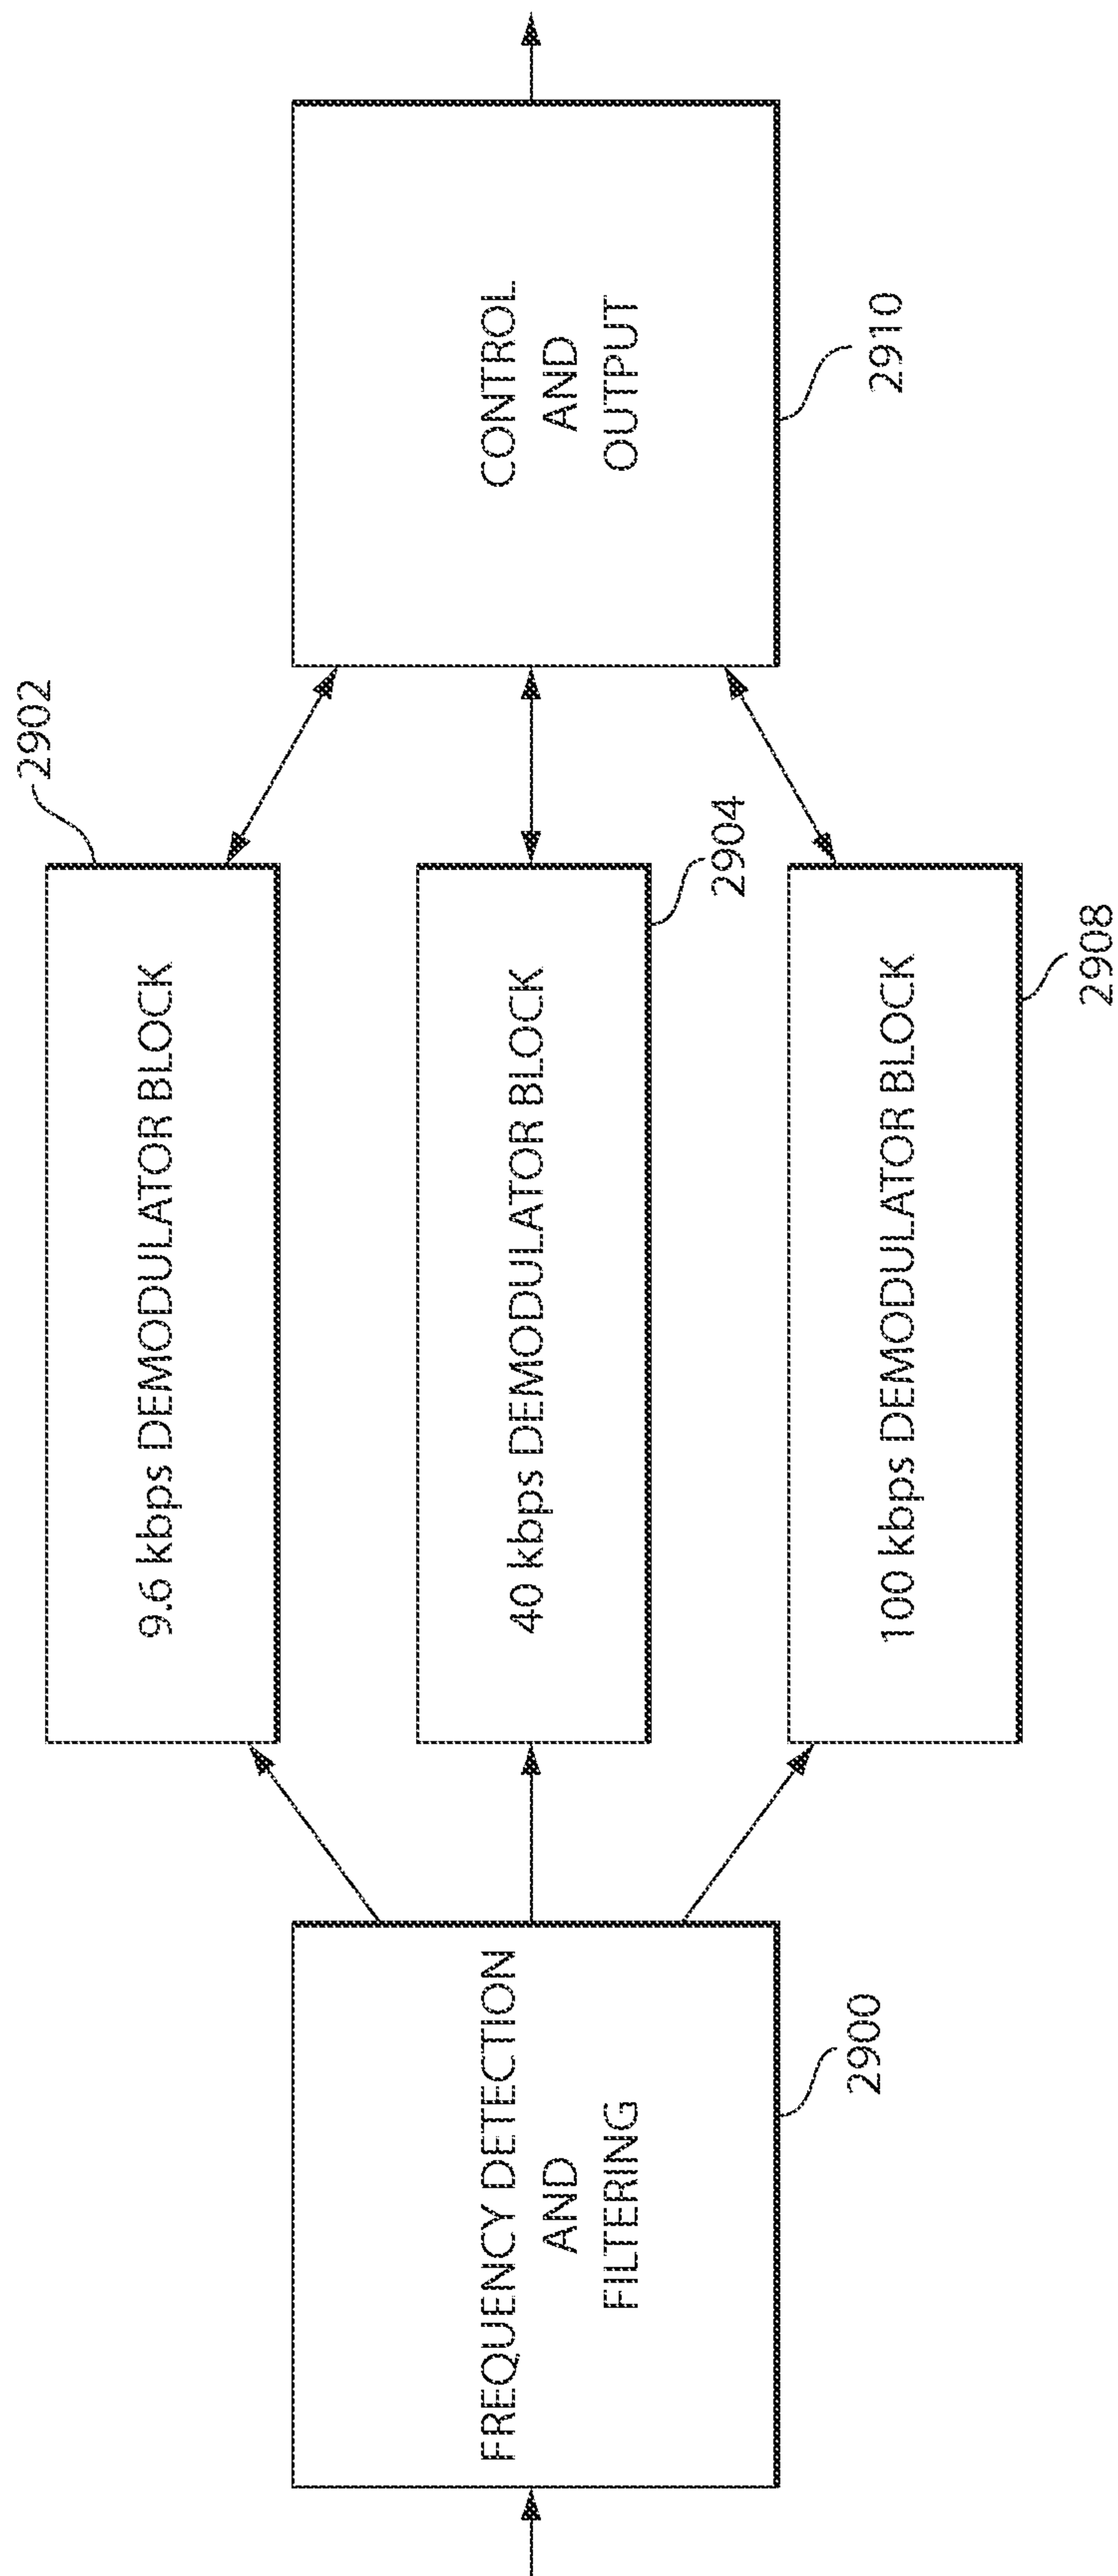 FREQUENCY DETECTION
AND
FILTERING
2900
9.6 kbps DEMODULATOR BLOCK
2902
40 kbps DEMODULATOR BLOCK
2904
100 kbps DEMODULATOR BLOCK
2908
CONTROL
AND
OUTPUT
2910